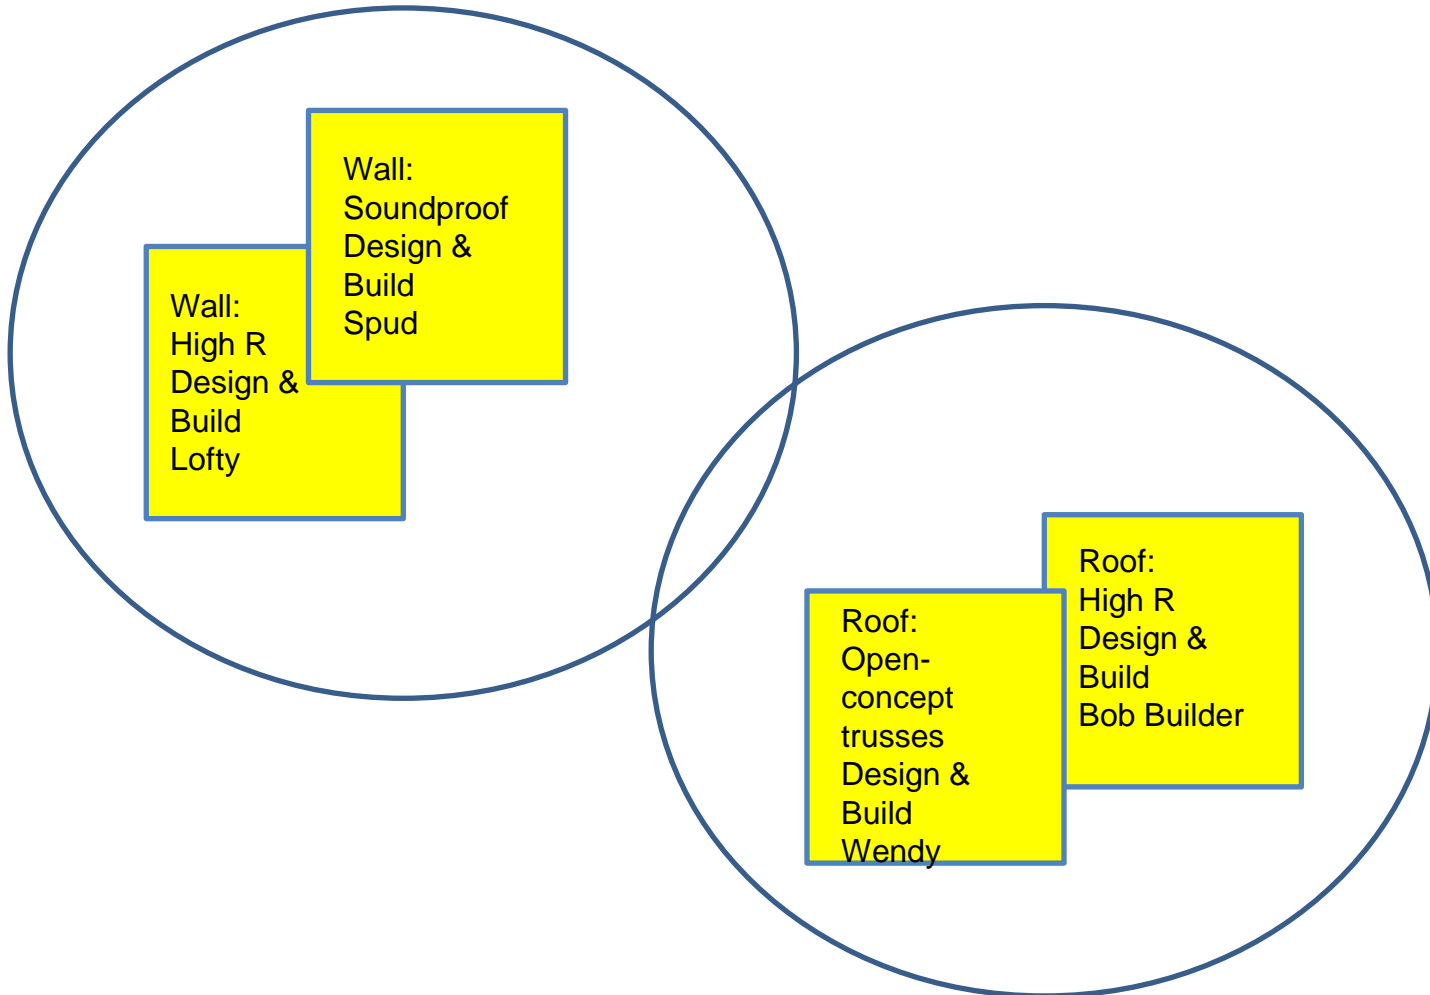 Wall:
Soundproof
Design &
Build
Spud
Wall:
High R
Design &
Build
Lofty
Roof:
Open-
concept
trusses
Design &
Build
Wendy
Roof:
High R
Design &
Build
Bob Builder